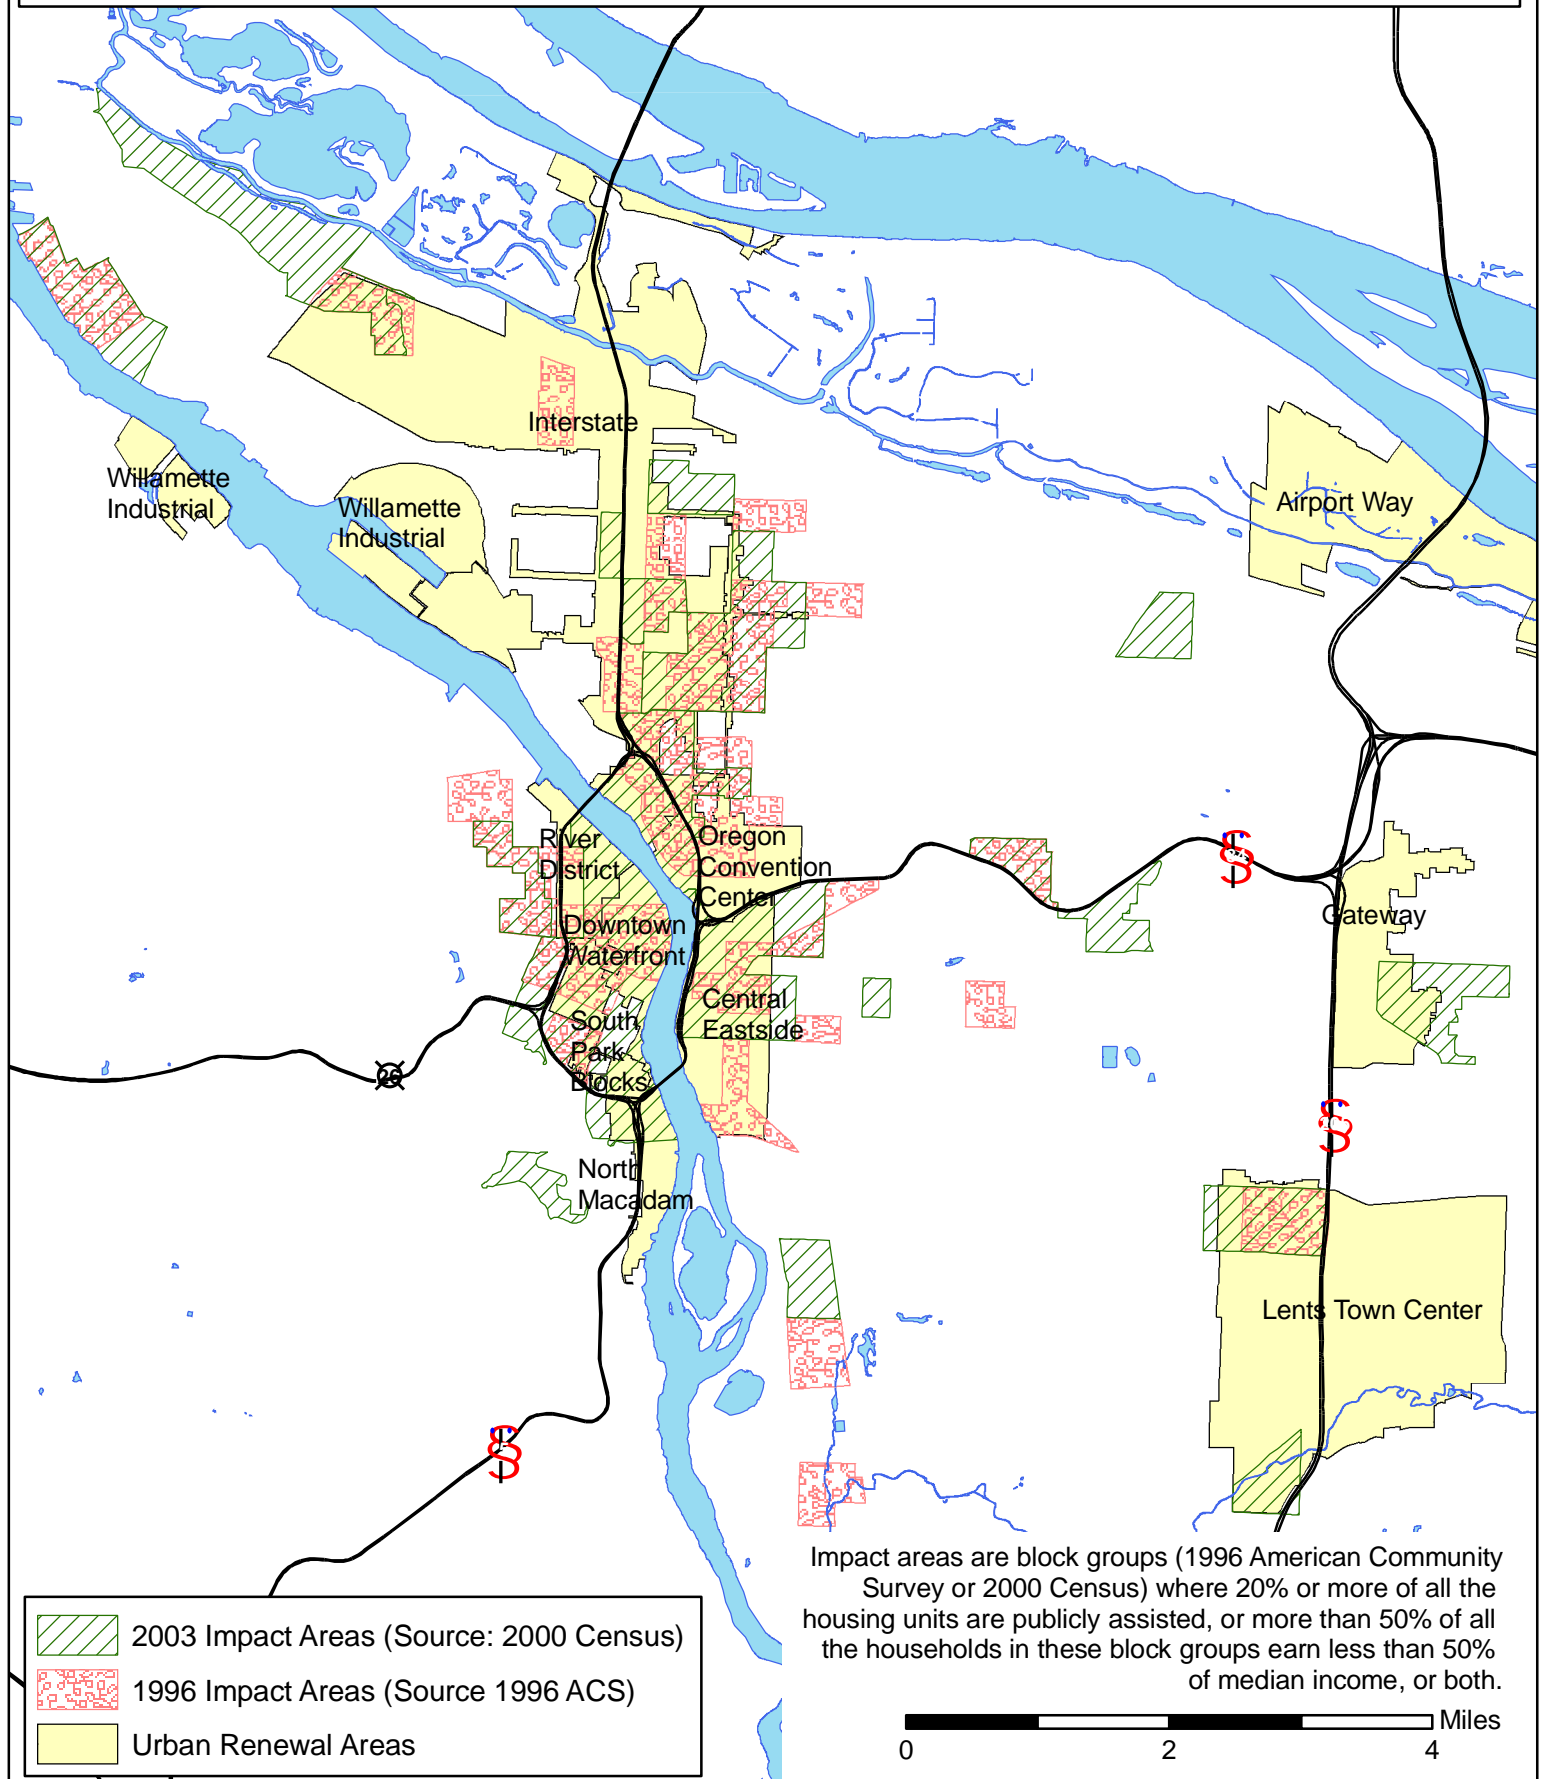 Interstate
Willamette
Industrial
Willamette
Industrial
Airport Way
River
District
Oregon
Convention
Center
Downtown
Waterfront
Gateway
South
Park
Blocks
Central
Eastside
26
North
Macadam
Lents Town Center
Impact areas are block groups (1996 American Community
Survey or 2000 Census) where 20% or more of all the
housing units are publicly assisted, or more than 50% of all
the households in these block groups earn less than 50%
of median income, or both.
2003 Impact Areas (Source: 2000 Census)
1996 Impact Areas (Source 1996 ACS)
Urban Renewal Areas
Miles
0 2 4